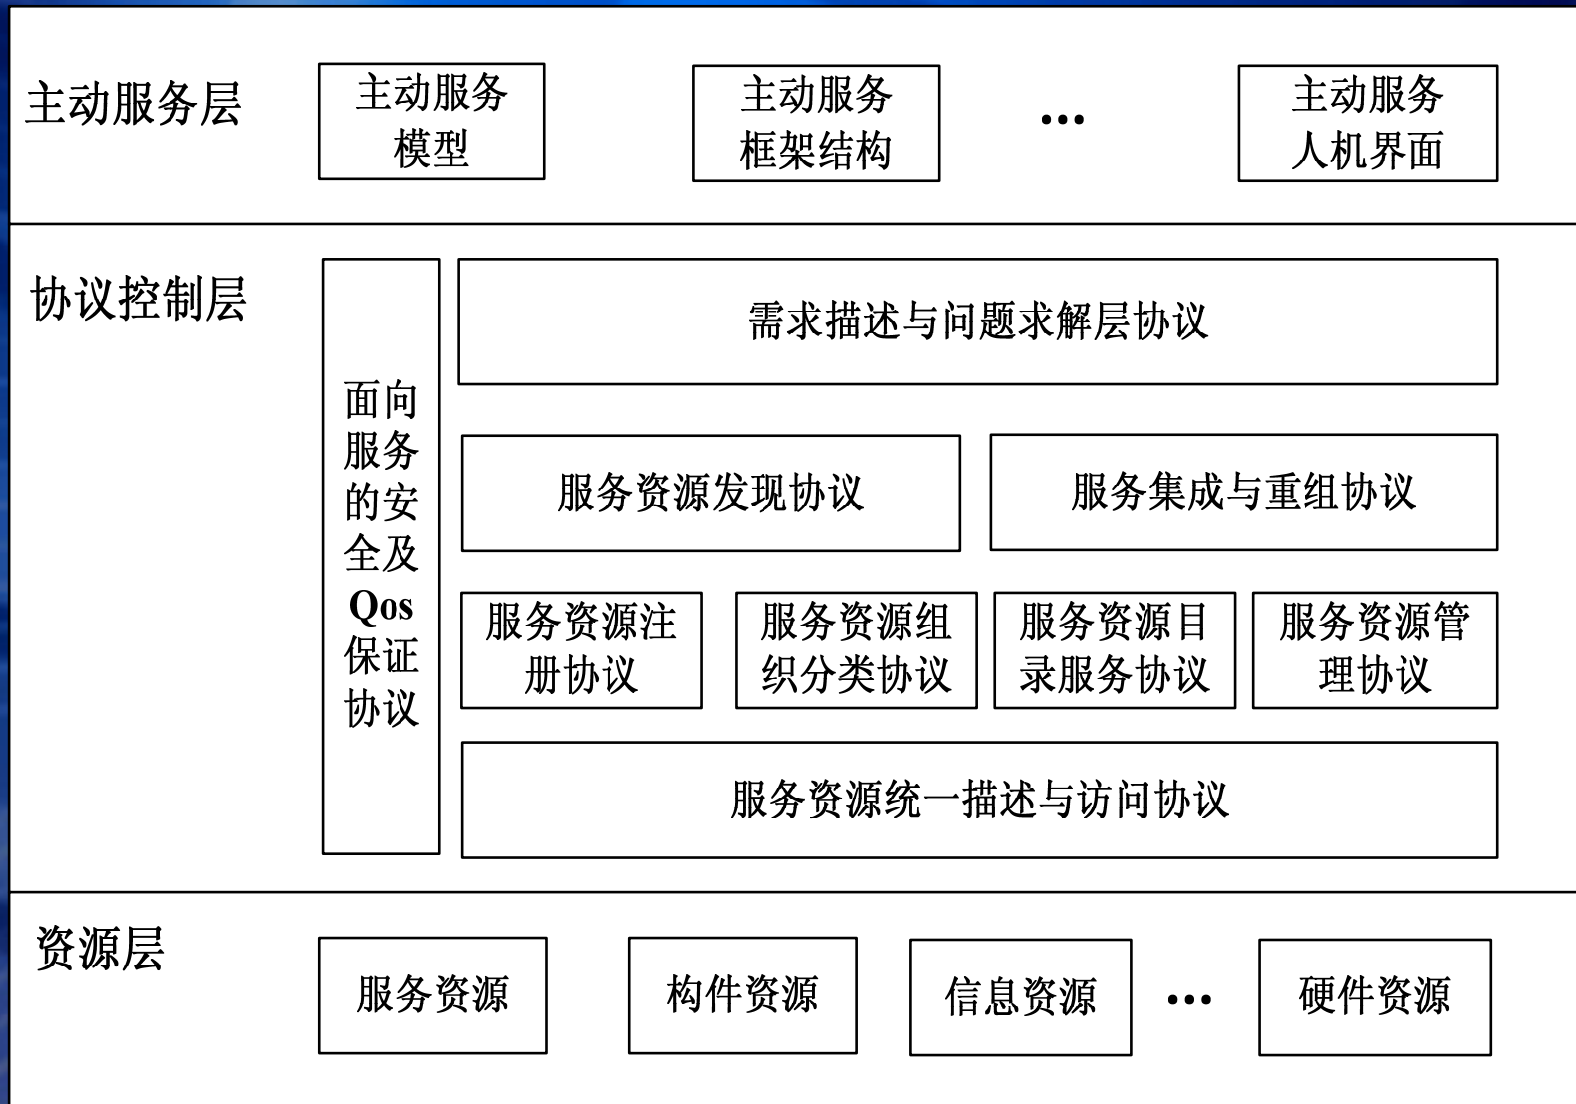 主动服务层
主动服务
模型
主动服务
框架结构
...
主动服务
人机界面
协议控制层
面向
服务
的安
全及
Qos
保证
协议
需求描述与问题求解层协议
服务资源发现协议
服务集成与重组协议
服务资源注
册协议
服务资源组
织分类协议
服务资源目
录服务协议
服务资源管
理协议
服务资源统一描述与访问协议
资源层
服务资源
构件资源
信息资源
...
硬件资源